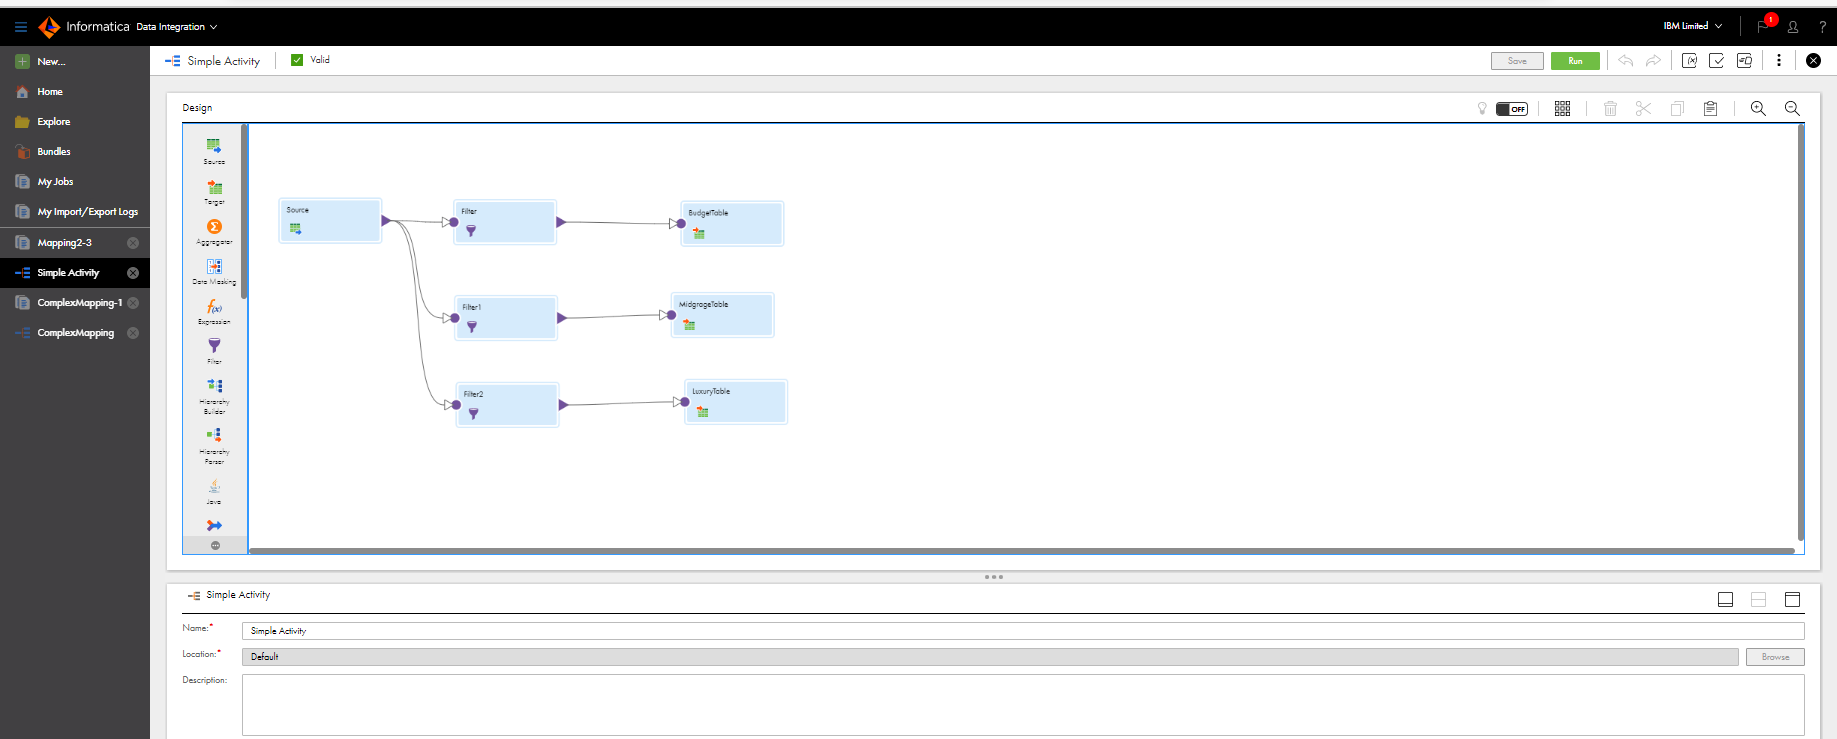 Informatica Data Integration
IBM Limited
1
?
New...
Home
Explore
Bundles
My Jobs
My Import/Export Logs
Mapping2-3
Simple Activity
ComplexMapping-1
ComplexMapping
Simple Activity
Valid
Save
Run
Design
OFF
Source
Target
Aggregator
Data Masking
Expression
Filter
Hierarchy
Builder
Hierarchy
Parser
Java
Source
Filter
BudgetTable
Filter1
MidgrageTable
Filter2
LuxuryTable
Simple Activity
Name:*
Simple Activity
Location:*
Default
Browse
Description: